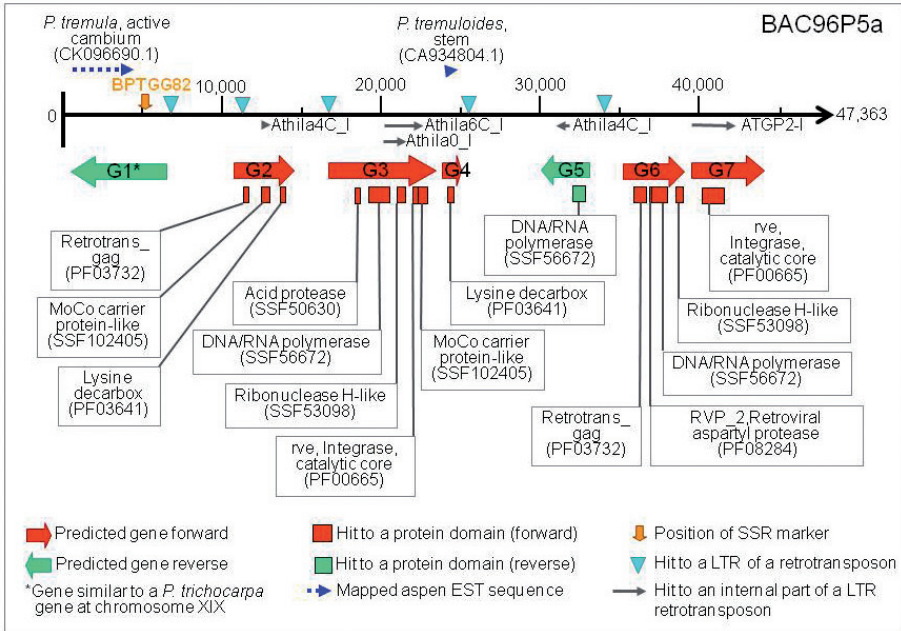 BAC96P5a
P. tremula, active
cambium
(CK096690.1)
P. tremuloides,
stem
(CA934804.1)
BPTGG82
10,000
20,000
30,000
40,000
0
47,363
Athila4C_I
Athila6C_I
Athila4C_I
ATGP2-I
Athila0_I
G1*
G2
G3
G4
G5
G6
G7
Retrotrans_
gag
(PF03732)
MoCo carrier
protein-like
(SSF102405)
Lysine
decarbox
(PF03641)
Acid protease
(SSF50630)
DNA/RNA polymerase
(SSF56672)
Ribonuclease H-like
(SSF53098)
rve, Integrase,
catalytic core
(PF00665)
Lysine decarbox
(PF03641)
MoCo carrier
protein-like
(SSF102405)
DNA/RNA
polymerase
(SSF56672)
Retrotrans_
gag
(PF03732)
rve,
Integrase,
catalytic core
(PF00665)
Ribonuclease H-like
(SSF53098)
DNA/RNA polymerase
(SSF56672)
RVP_2,Retroviral
aspartyl protease
(PF08284)
Predicted gene forward
Predicted gene reverse
*Gene similar to a P. trichocarpa
gene at chromosome XIX
Hit to a protein domain (forward)
Hit to a protein domain (reverse)
Mapped aspen EST sequence
Position of SSR marker
Hit to a LTR of a retrotransposon
Hit to an internal part of a LTR
retrotransposon